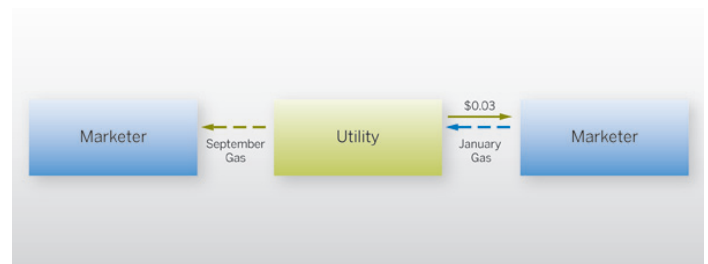 $0.03
Marketer
Utility
Marketer
September
Gas
January
Gas